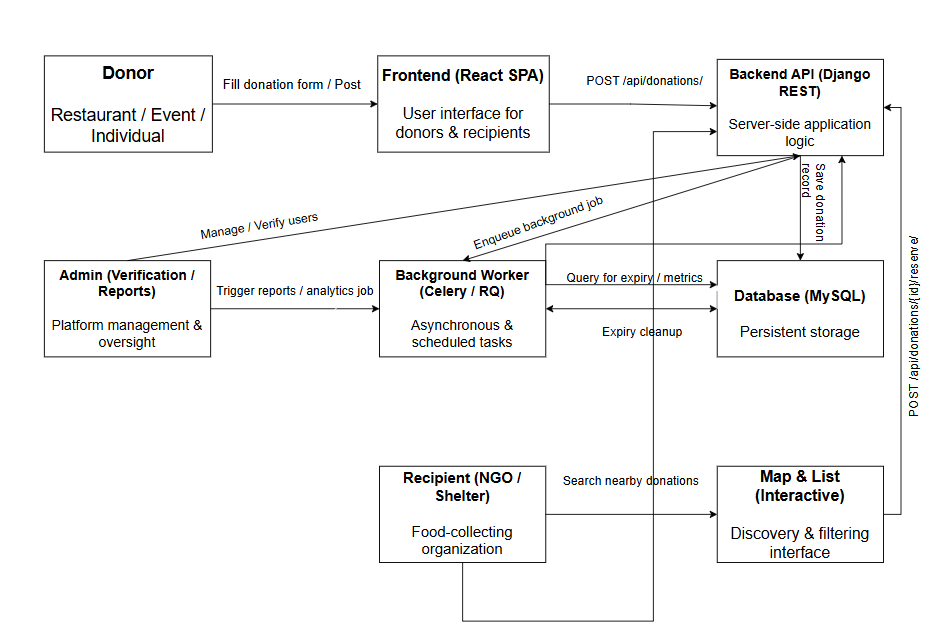 Donor
Restaurant / Event /
Individual
Fill donation form / Post
Frontend (React SPA)
User interface for
donors & recipients
POST /api/donations/
Backend API (Django
REST)
Server-side application
logic
Save donation
record
Manage / Verify users
Enqueue background job
Admin (Verification /
Reports)
Platform management &
oversight
Trigger reports / analytics job
Background Worker
(Celery / RQ)
Asynchronous &
scheduled tasks
Query for expiry / metrics
Expiry cleanup
Database (MySQL)
Persistent storage
POST /api/donations/{id}/reserve/
Recipient (NGO /
Shelter)
Food-collecting
organization
Search nearby donations
Map & List
(Interactive)
Discovery & filtering
interface